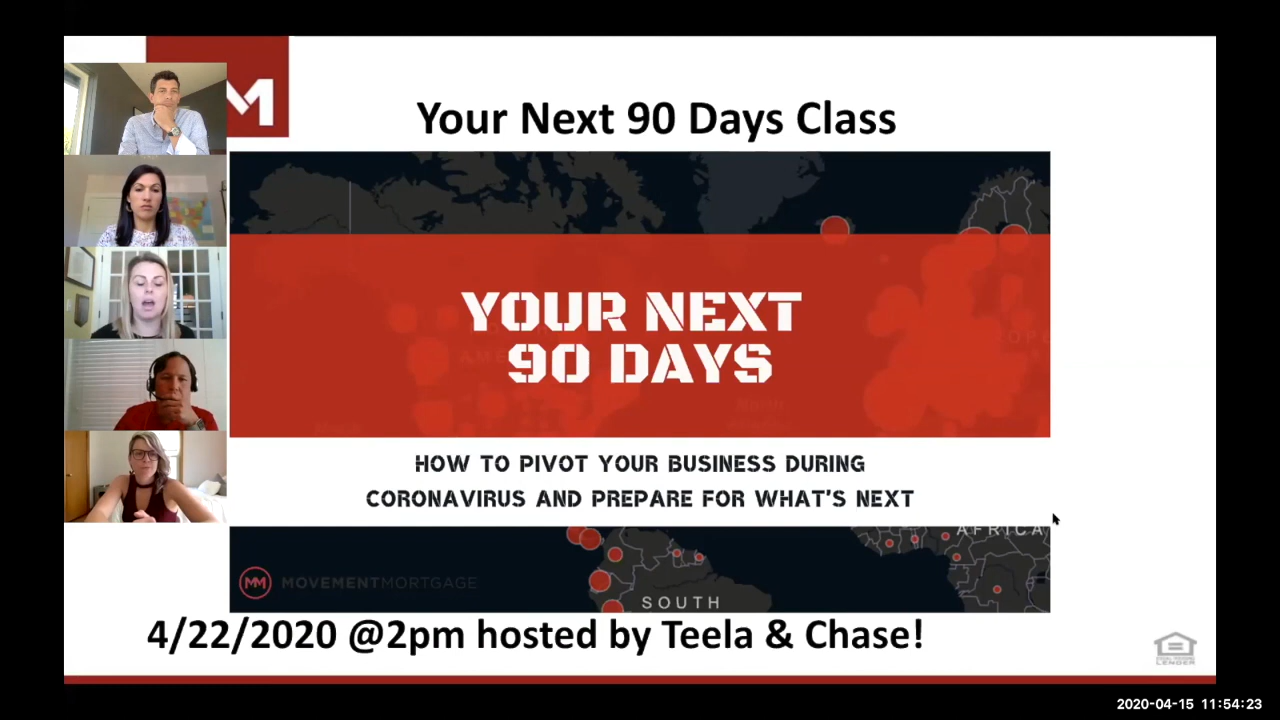 M
Your Next 90 Days Class
YOUR NEXT
90 DAYS
HOW TO PIVOT YOUR BUSINESS DURING
CORONAVIRUS AND PREPARE FOR WHAT'S NEXT
AFRICA
MM MOVEMENTMORTGAGE
SOUTH
4/22/2020 @2pm hosted by Teela & Chase!
LENDER
2020-04-15 11:54:23